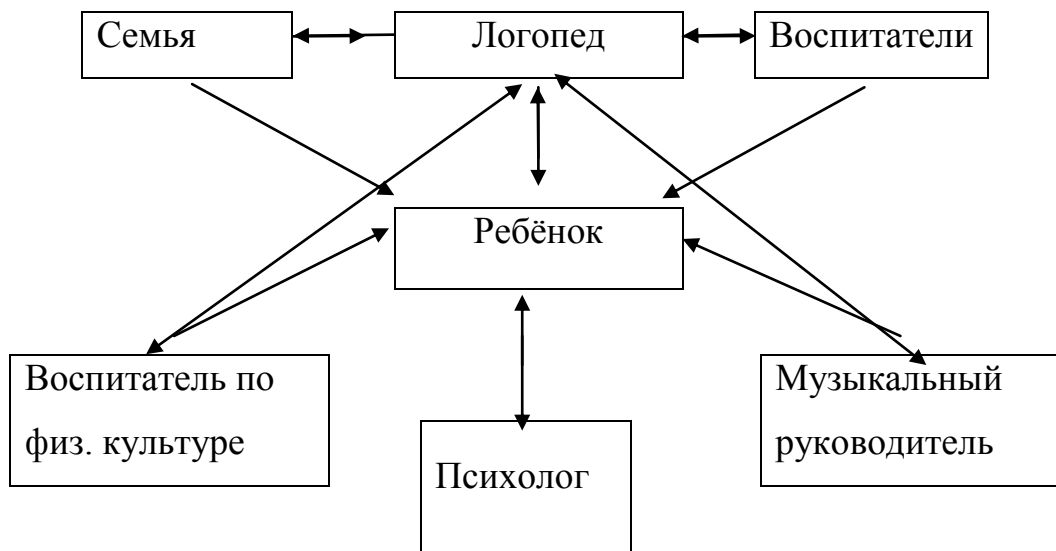 Семья
Логопед
Воспитатели
Ребёнок
Воспитатель по
физ. культуре
Психолог
Музыкальный
руководитель